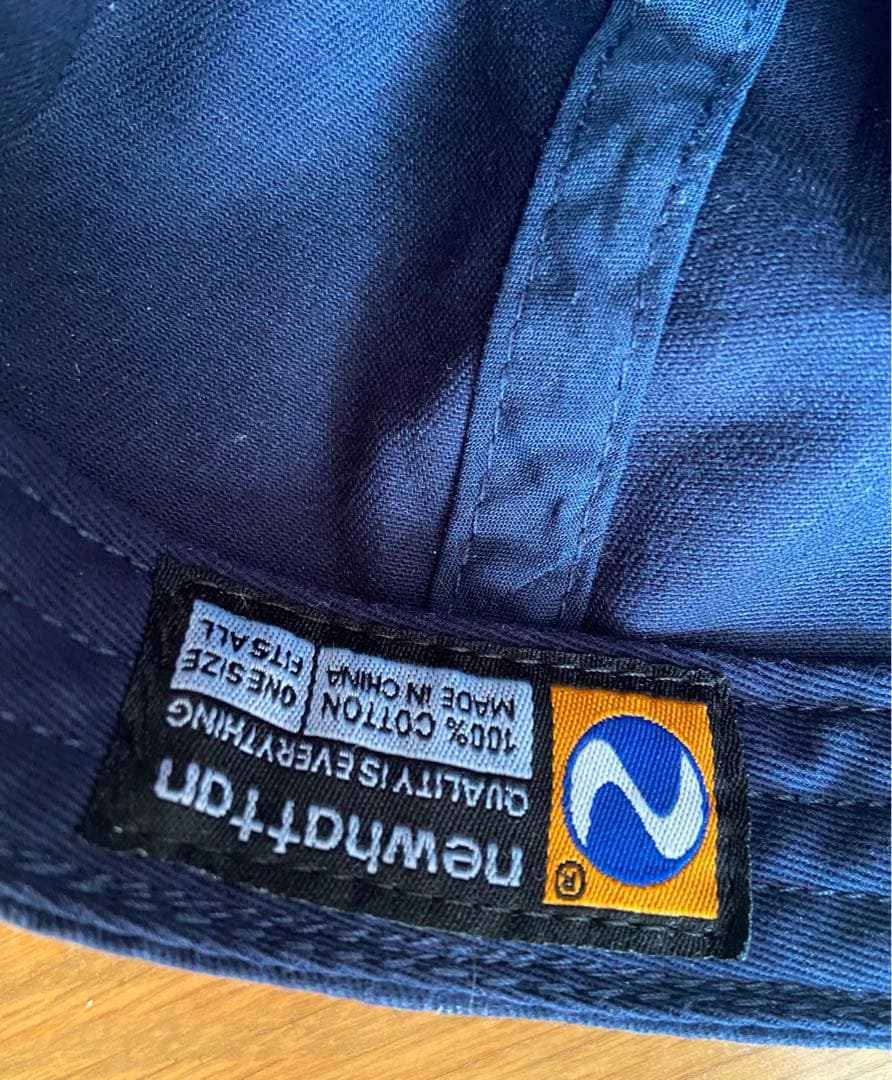 ®
newhattan
QUALITY IS EVERYTHING
100% COTTON
MADE IN CHINA
ONE SIZE
FITS ALL